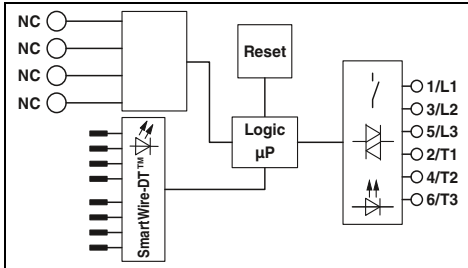 NC
NC
NC
NC
Reset
Logic
µP
SmartWire-DT™
1/L1
3/L2
5/L3
2/T1
4/T2
6/T3